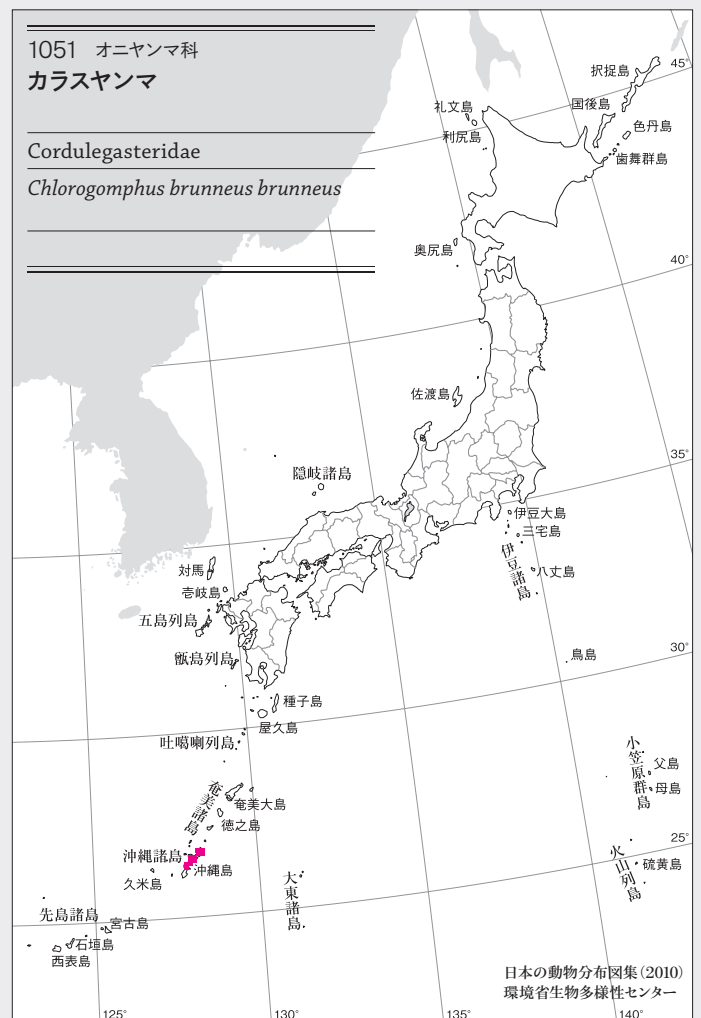 1051 オニヤンマ科
カラスヤンマ
Cordulegasteridae
Chlorogomphus brunneus brunneus
択捉島
45°
礼文島
国後島
利尻島
色丹島
歯舞群島
奥尻島
40°
佐渡島
35°
隠岐諸島
伊豆大島
三宅島
伊豆諸島
八丈島
対馬
壱岐島
五島列島
甑島列島
鳥島
30°
種子島
屋久島
吐噶喇列島
小笠原群島
父島
母島
奄美諸島
奄美大島
徳之島
25°
沖縄諸島
沖縄島
久米島
火山列島
硫黄島
大東諸島
先島諸島
宮古島
石垣島
西表島
日本の動物分布図集(2010)
環境省生物多様性センター
125°
130°
135°
140°